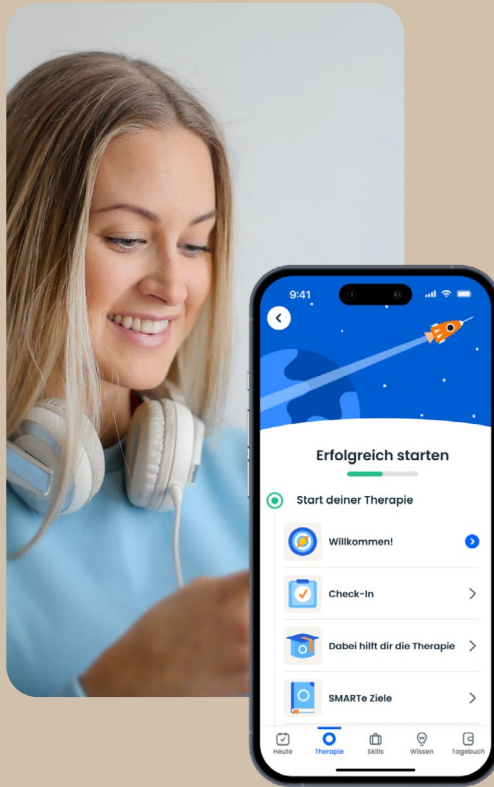 9:41
Erfolgreich starten
Start deiner Therapie
Willkommen!
Check-In
Dabei hilft dir die Therapie
SMARTe Ziele
Heute
Therapie
Skills
Wissen
Tagebuch